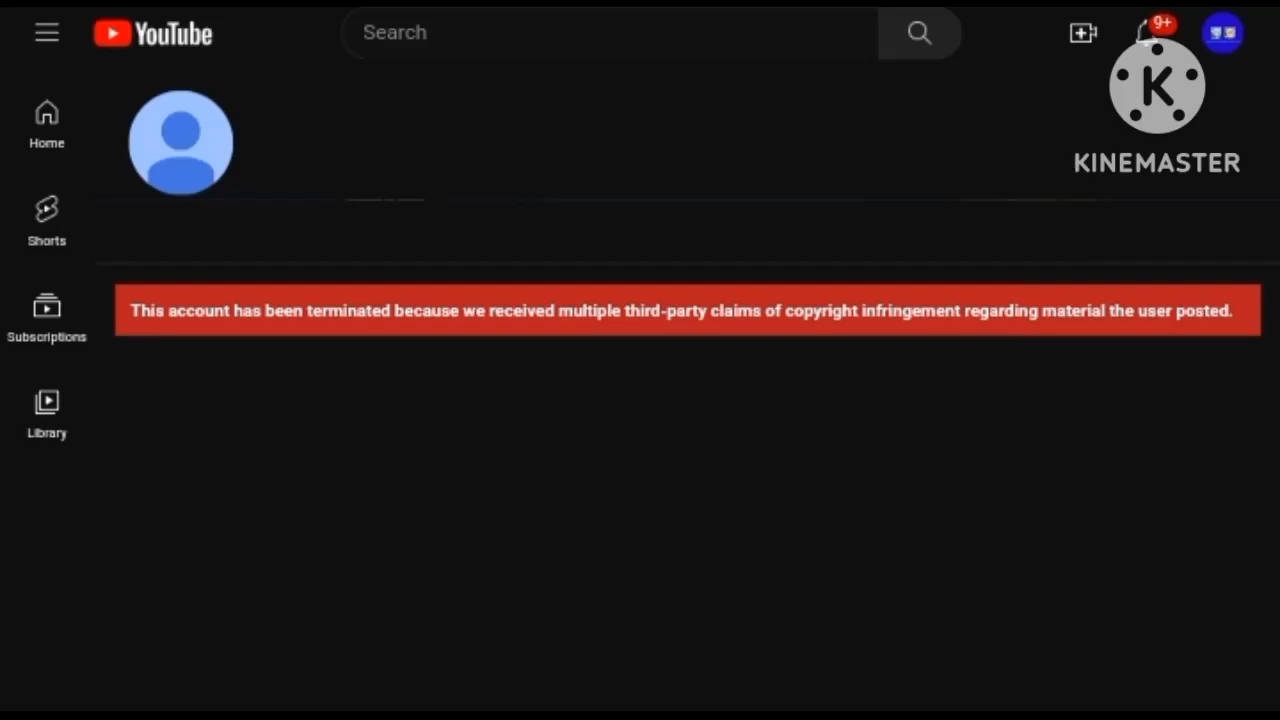 YouTube
Search
9+
K
KINEMASTER
Home
Shorts
Subscriptions
Library
This account has been terminated because we received multiple third-party claims of copyright infringement regarding material the user posted.